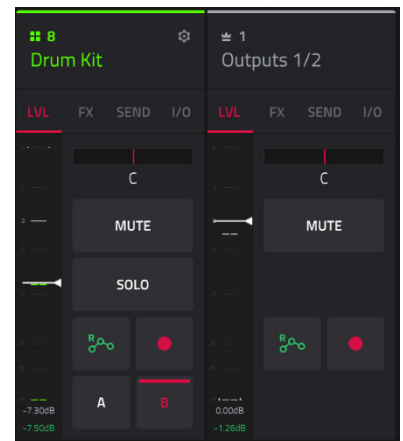 8
Drum Kit
LVL FX SEND I/O
C
MUTE
SOLO
R
A B
-7.30dB
-7.50dB
1
Outputs 1/2
LVL FX SEND I/O
C
MUTE
R
0.00dB
-1.26dB